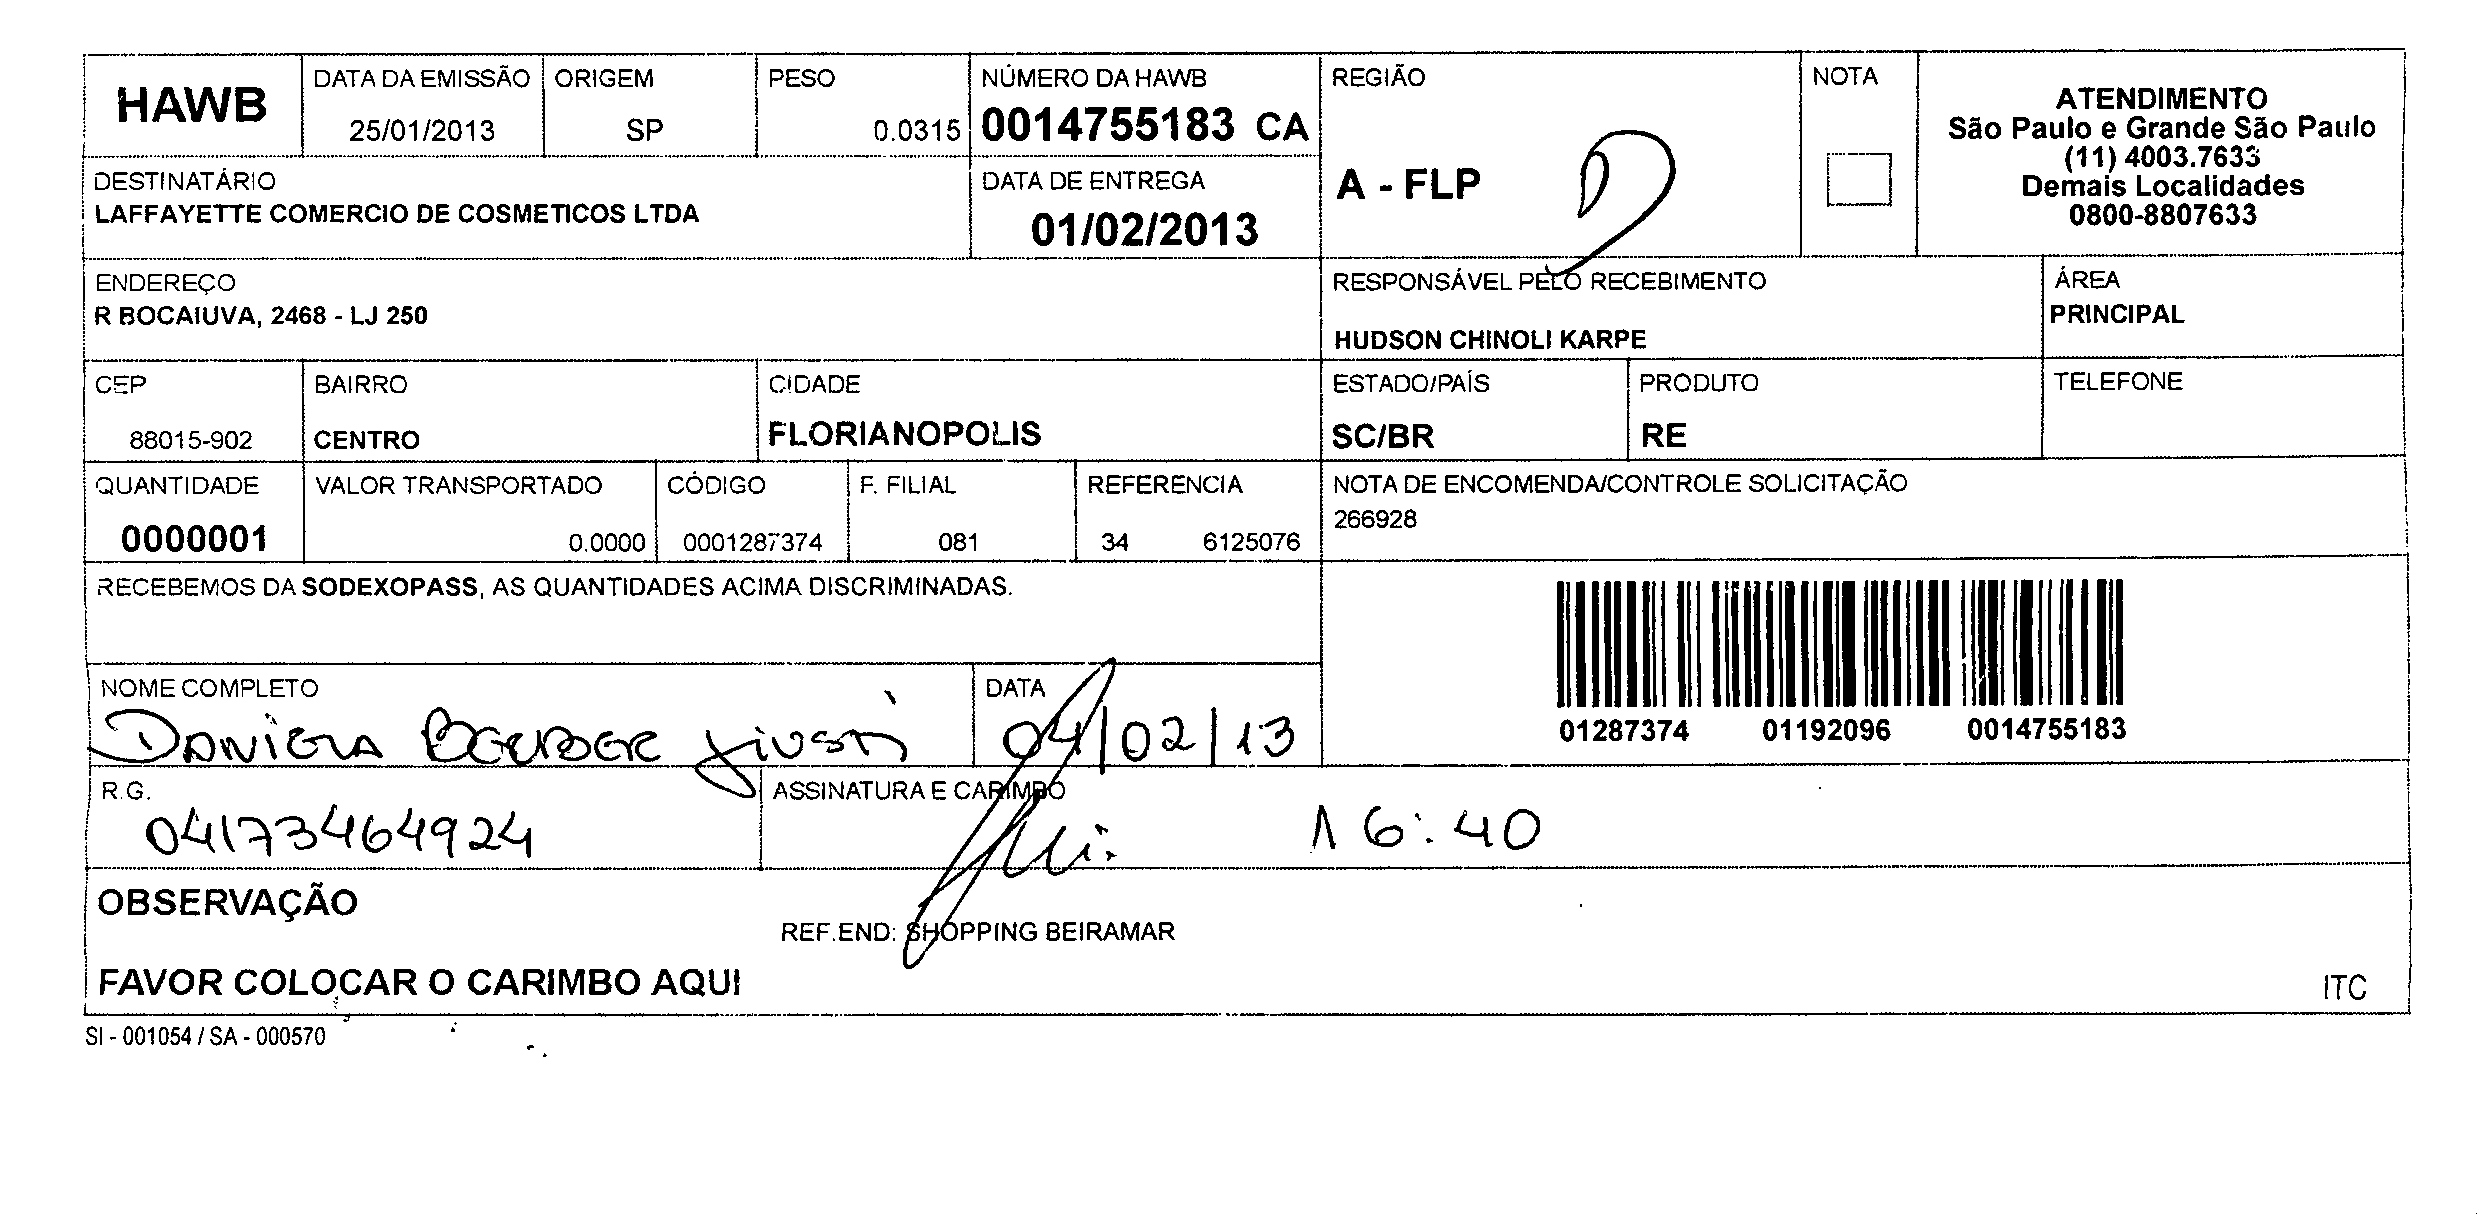 HAWB
DATA DA EMISSÃO
25/01/2013
ORIGEM
SP
PESO
0.0315
NÚMERO DA HAWB
0014755183 CA
REGIÃO
A - FLP
NOTA
ATENDIMENTO
São Paulo e Grande São Paulo
(11) 4003.7633
Demais Localidades
0800-8807633
DESTINATÁRIO
LAFFAYETTE COMERCIO DE COSMETICOS LTDA
DATA DE ENTREGA
01/02/2013
ENDEREÇO
R BOCAIUVA, 2468 - LJ 250
RESPONSÁVEL PELO RECEBIMENTO
HUDSON CHINOLI KARPE
ÁREA
PRINCIPAL
CEP
88015-902
BAIRRO
CENTRO
CIDADE
FLORIANOPOLIS
ESTADO/PAÍS
SC/BR
PRODUTO
RE
TELEFONE
QUANTIDADE
0000001
VALOR TRANSPORTADO
0.0000
CÓDIGO
0001287374
F. FILIAL
081
REFERENCIA
34 6125076
NOTA DE ENCOMENDA/CONTROLE SOLICITAÇÃO
266928
RECEBEMOS DA SODEXOPASS, AS QUANTIDADES ACIMA DISCRIMINADAS.
01287374 01192096 0014755183
NOME COMPLETO
DANIELA
DATA
04/02/13
R.G.
04173464924
ASSINATURA E CARIMBO
16:40
OBSERVAÇÃO
REF.END: SHOPPING BEIRAMAR
FAVOR COLOCAR O CARIMBO AQUI
ITC
SI - 001054 / SA - 000570